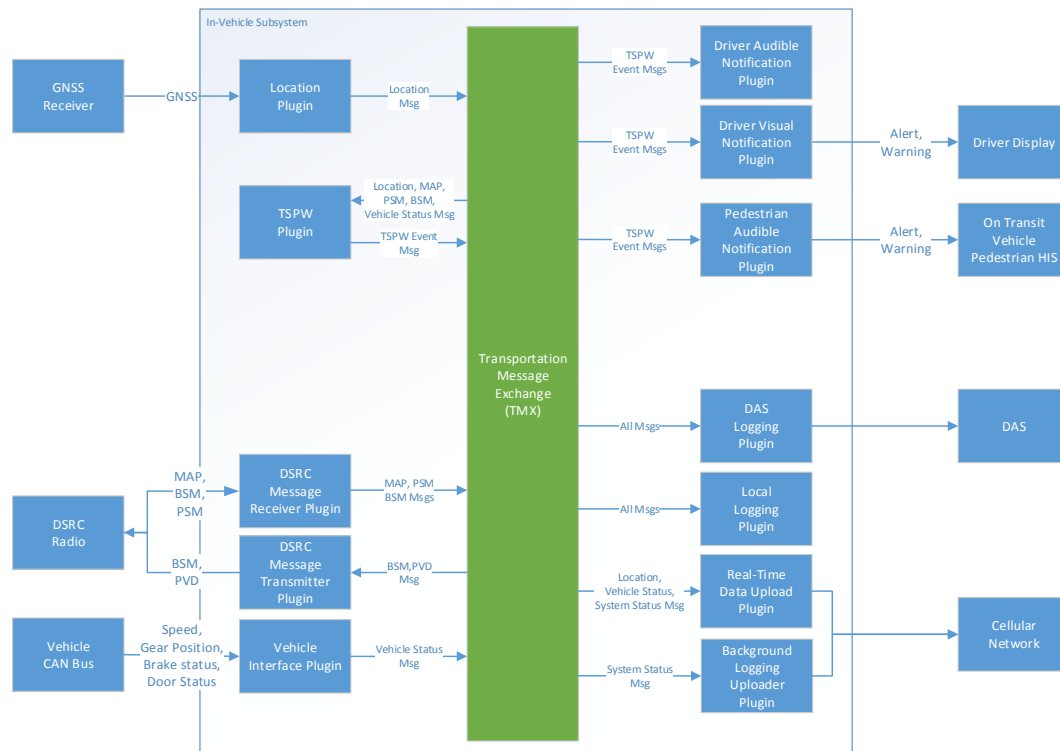 In-Vehicle Subsystem
GNSS
Receiver
GNSS
Location
Plugin
Location
Msg
TSPW
Plugin
Location, MAP,
PSM, BSM,
Vehicle Status Msg
TSPW Event
Msg
DSRC
Radio
MAP,
BSM,
PSM
DSRC
Message
Receiver Plugin
MAP, PSM
BSM Msgs
BSM,
PVD
DSRC
Message
Transmitter
Plugin
BSM,PVD
Msg
Vehicle
CAN Bus
Speed,
Gear Position,
Brake status,
Door Status
Vehicle
Interface Plugin
Vehicle Status
Msg
Transportation
Message
Exchange
(TMX)
TSPW
Event Msgs
Driver Audible
Notification
Plugin
TSPW
Event Msgs
Driver Visual
Notification
Plugin
Alert,
Warning
Driver Display
TSPW
Event Msgs
Pedestrian
Audible
Notification
Plugin
Alert,
Warning
On Transit
Vehicle
Pedestrian HIS
All Msgs
DAS
Logging
Plugin
DAS
All Msgs
Local
Logging
Plugin
Location,
Vehicle Status,
System Status Msg
Real-Time
Data Upload
Plugin
System Status
Msg
Background
Logging
Uploader
Plugin
Cellular
Network